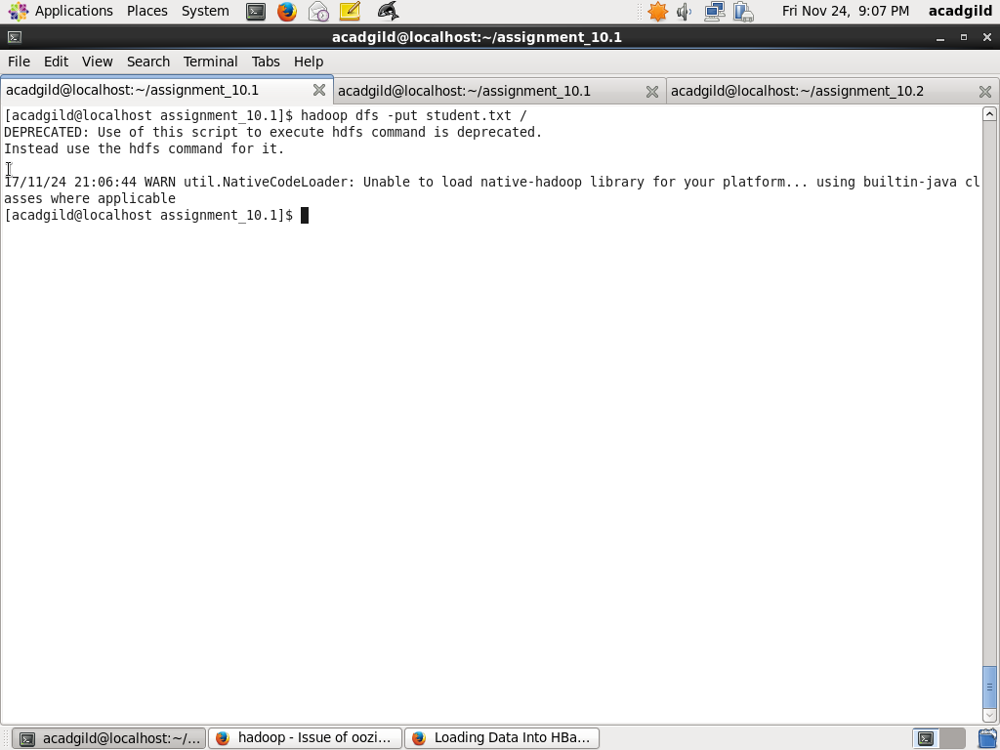 Applications Places System Fri Nov 24, 9:07 PM acadgild
acadgild@localhost:~/assignment_10.1
File Edit View Search Terminal Tabs Help
acadgild@localhost:~/assignment_10.1 acadgild@localhost:~/assignment_10.1 acadgild@localhost:~/assignment_10.2
[acadgild@localhost assignment_10.1]$ hadoop dfs -put student.txt /
DEPRECATED: Use of this script to execute hdfs command is deprecated.
Instead use the hdfs command for it.
17/11/24 21:06:44 WARN util.NativeCodeLoader: Unable to load native-hadoop library for your platform... using builtin-java cl
asses where applicable
[acadgild@localhost assignment_10.1]$
acadgild@localhost:~/... hadoop - Issue of oozi... Loading Data Into HBa...